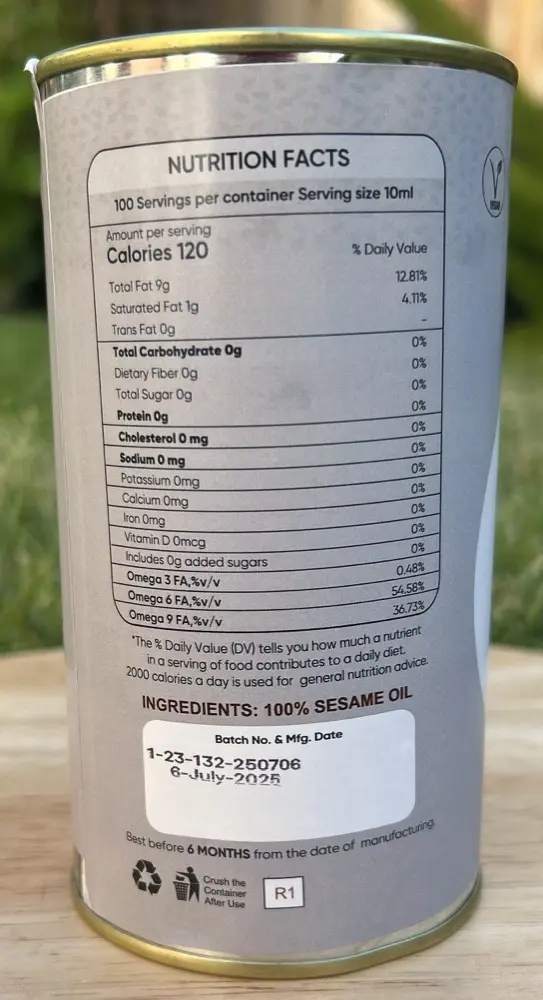 NUTRITION FACTS
100 Servings per container Serving size 10ml
Amount per serving
Calories 120
% Daily Value
Total Fat 9g 12.81%
Saturated Fat 1g 4.11%
Trans Fat 0g -
Total Carbohydrate 0g 0%
Dietary Fiber 0g 0%
Total Sugar 0g 0%
Protein 0g 0%
Cholesterol 0 mg 0%
Sodium 0 mg 0%
Potassium 0mg 0%
Calcium 0mg 0%
Iron 0mg 0%
Vitamin D 0mcg 0%
Includes 0g added sugars 0%
Omega 3 FA,%v/v 0.48%
Omega 6 FA,%v/v 54.58%
Omega 9 FA,%v/v 36.73%
*The % Daily Value (DV) tells you how much a nutrient
in a serving of food contributes to a daily diet.
2000 calories a day is used for general nutrition advice.
INGREDIENTS: 100% SESAME OIL
Batch No. & Mfg. Date
1-23-132-250706
6-July-2025
Best before 6 MONTHS from the date of manufacturing.
Crush the
Container
After Use
R1
V
VEGAN